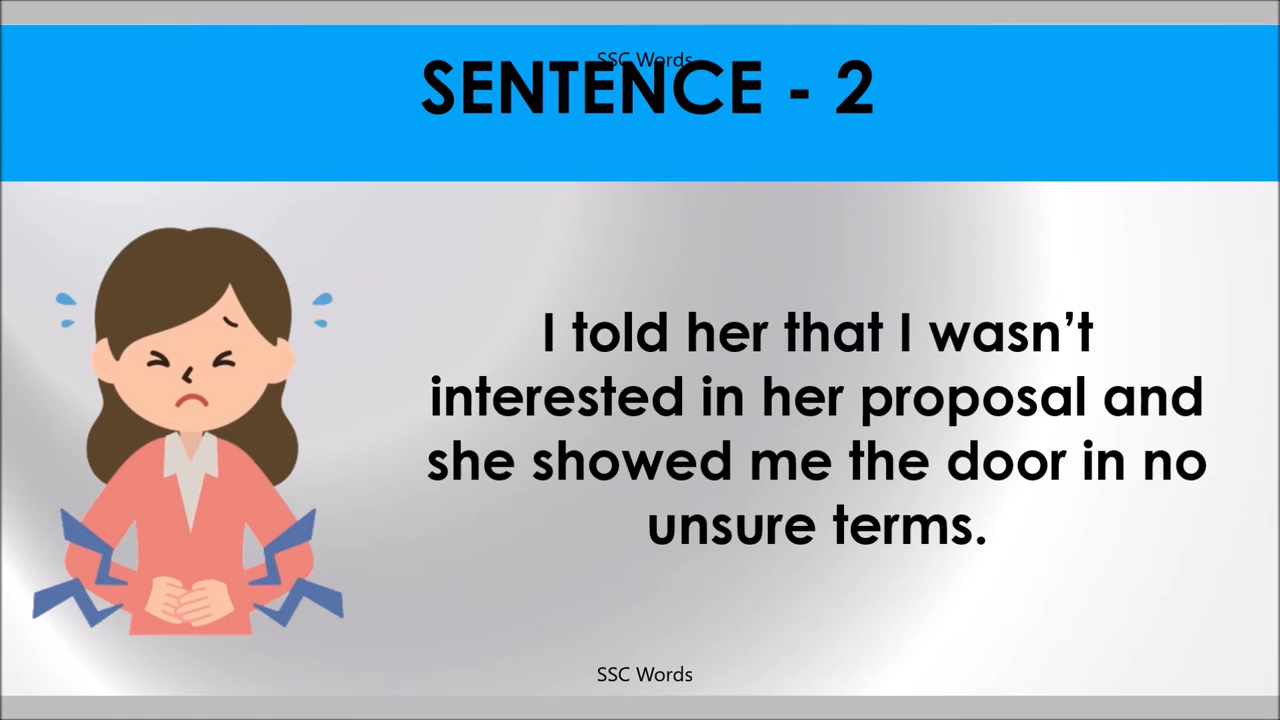 SSC Words
SENTENCE - 2
I told her that I wasn’t
interested in her proposal and
she showed me the door in no
unsure terms.
SSC Words